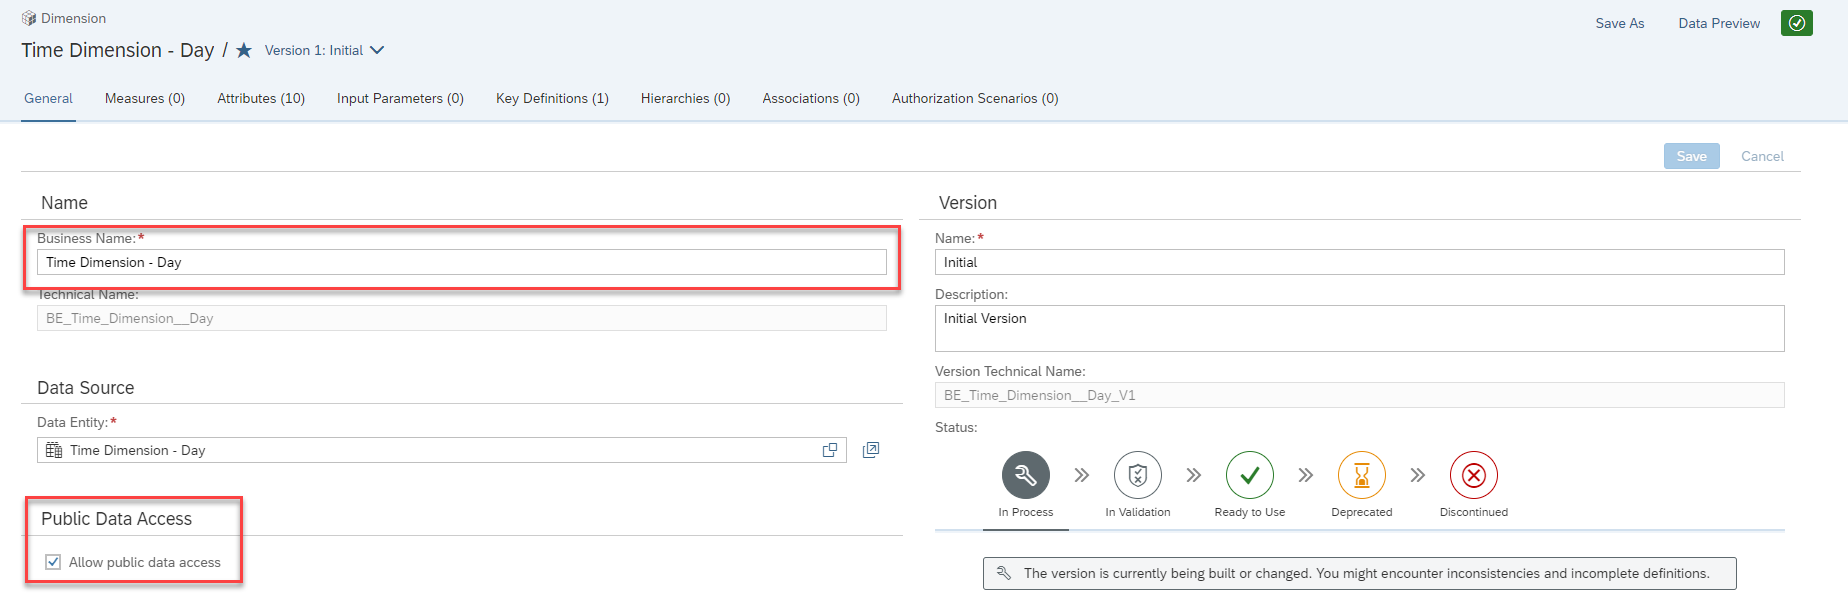 Dimension
Save As
Data Preview
Time Dimension - Day / ★ Version 1: Initial
General
Measures (0)
Attributes (10)
Input Parameters (0)
Key Definitions (1)
Hierarchies (0)
Associations (0)
Authorization Scenarios (0)
Save
Cancel
Name
Business Name:*
Time Dimension - Day
Technical Name:
BE_Time_Dimension__Day
Data Source
Data Entity:*
Time Dimension - Day
Public Data Access
Allow public data access
Version
Name:*
Initial
Description:
Initial Version
Version Technical Name:
BE_Time_Dimension__Day_V1
Status:
In Process
In Validation
Ready to Use
Deprecated
Discontinued
The version is currently being built or changed. You might encounter inconsistencies and incomplete definitions.